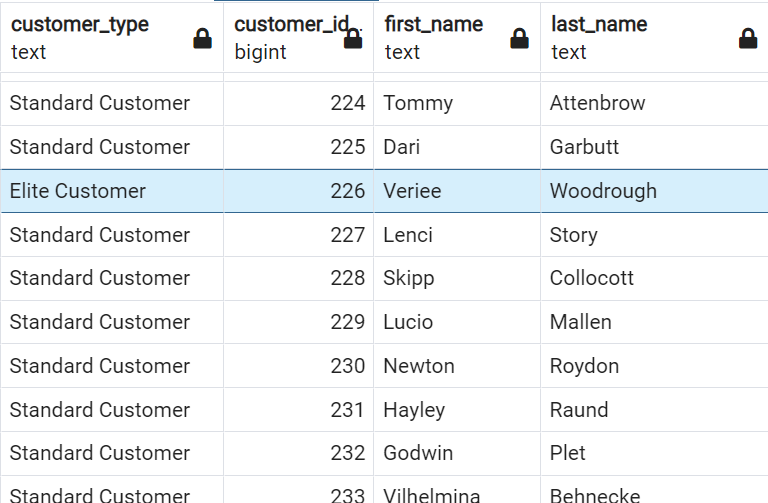 customer_type customer_id first_name last_name
text bigint text text
Standard Customer 224 Tommy Attenbrow
Standard Customer 225 Dari Garbutt
Elite Customer 226 Veriee Woodrough
Standard Customer 227 Lenci Story
Standard Customer 228 Skipp Collocott
Standard Customer 229 Lucio Mallen
Standard Customer 230 Newton Roydon
Standard Customer 231 Hayley Raund
Standard Customer 232 Godwin Plet
Standard Customer 233 Vilhelmina Behnecke